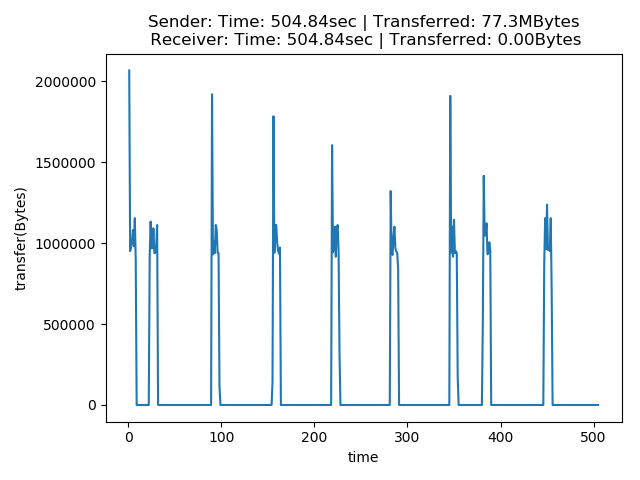 Sender: Time: 504.84sec | Transferred: 77.3MBytes
Receiver: Time: 504.84sec | Transferred: 0.00Bytes
2000000
1500000
1000000
500000
0
transfer(Bytes)
0 100 200 300 400 500
time